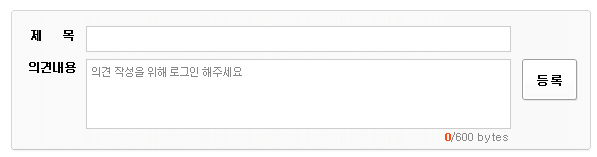 제 목
의견내용
의견 작성을 위해 로그인 해주세요
등록
0/600 bytes